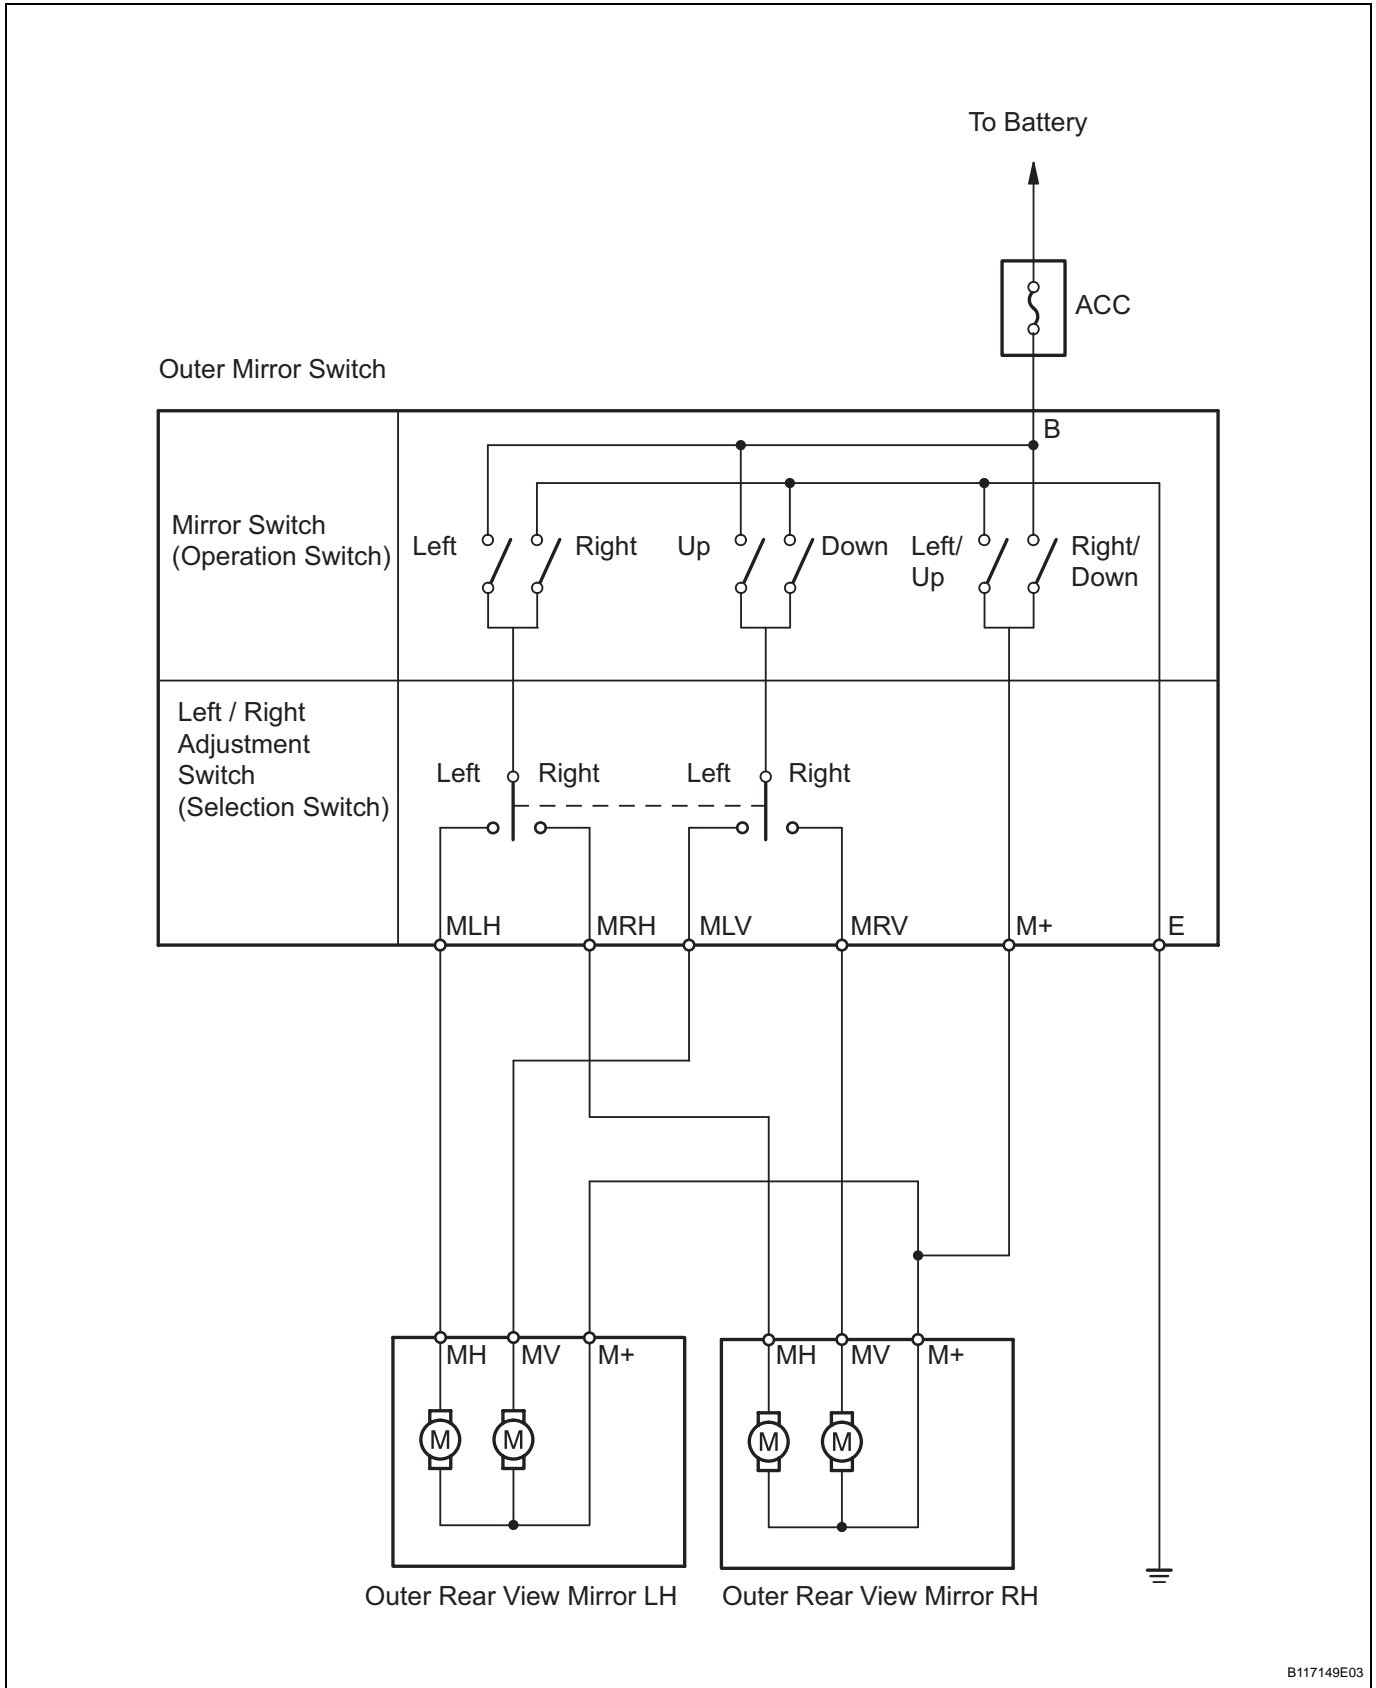 To Battery
ACC
Outer Mirror Switch
B
Mirror Switch
(Operation Switch)
Left
Right
Up
Down
Left/
Up
Right/
Down
Left / Right
Adjustment
Switch
(Selection Switch)
Left
Right
Left
Right
MLH
MRH
MLV
MRV
M+
E
MH
MV
M+
MH
MV
M+
M
M
M
M
Outer Rear View Mirror LH
Outer Rear View Mirror RH
B117149E03